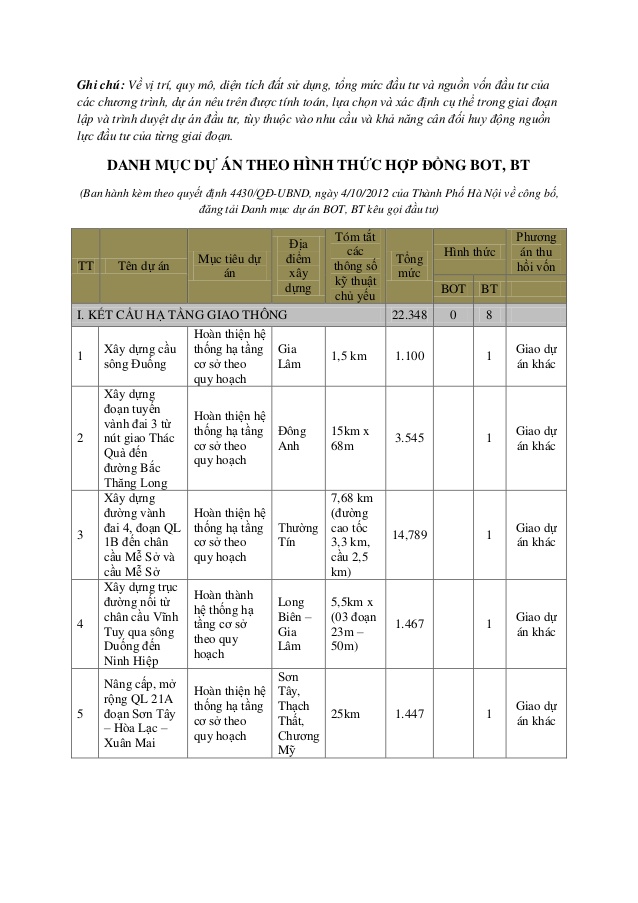 Ghi chú: Về vị trí, quy mô, diện tích đất sử dụng, tổng mức đầu tư và nguồn vốn đầu tư của
các chương trình, dự án nêu trên được tính toán, lựa chọn và xác định cụ thể trong giai đoạn
lập và trình duyệt dự án đầu tư, tùy thuộc vào nhu cầu và khả năng cân đối huy động nguồn
lực đầu tư của từng giai đoạn.
DANH MỤC DỰ ÁN THEO HÌNH THỨC HỢP ĐỒNG BOT, BT
(Ban hành kèm theo quyết định 4430/QĐ-UBND, ngày 4/10/2012 của Thành Phố Hà Nội về công bố,
đăng tải Danh mục dự án BOT, BT kêu gọi đầu tư)
TT
Tên dự án
Mục tiêu dự
án
Địa
điểm
xây
dựng
Tóm tắt
các
thông số
kỹ thuật
chủ yếu
Tổng
mức
Hình thức
BOT
BT
Phương
án thu
hồi vốn
I. KẾT CẤU HẠ TẦNG GIAO THÔNG
22.348
0
8
1
Xây dựng cầu
sông Đuống
Hoàn thiện hệ
thống hạ tầng
cơ sở theo
quy hoạch
Gia
Lâm
1,5 km
1.100
1
Giao dự
án khác
2
Xây dựng
đoạn tuyến
vành đai 3 từ
nút giao Thác
Quả đến
đường Bắc
Thăng Long
Hoàn thiện hệ
thống hạ tầng
cơ sở theo
quy hoạch
Đông
Anh
15km x
68m
3.545
1
Giao dự
án khác
3
Xây dựng
đường vành
đai 4, đoạn QL
1B đến chân
cầu Mễ Sở và
cầu Mễ Sở
Hoàn thiện hệ
thống hạ tầng
cơ sở theo
quy hoạch
Thường
Tín
7,68 km
(đường
cao tốc
3,3 km,
cầu 2,5
km)
14,789
1
Giao dự
án khác
4
Xây dựng trục
đường nối từ
chân cầu Vĩnh
Tuy qua sông
Duống đến
Ninh Hiệp
Hoàn thành
hệ thống hạ
tầng cơ sở
theo quy
hoạch
Long
Biên –
Gia
Lâm
5,5km x
(03 đoạn
23m –
50m)
1.467
1
Giao dự
án khác
5
Nâng cấp, mở
rộng QL 21A
đoạn Sơn Tây
– Hòa Lạc –
Xuân Mai
Hoàn thiện hệ
thống hạ tầng
cơ sở theo
quy hoạch
Sơn
Tây,
Thạch
Thất,
Chương
Mỹ
25km
1.447
1
Giao dự
án khác